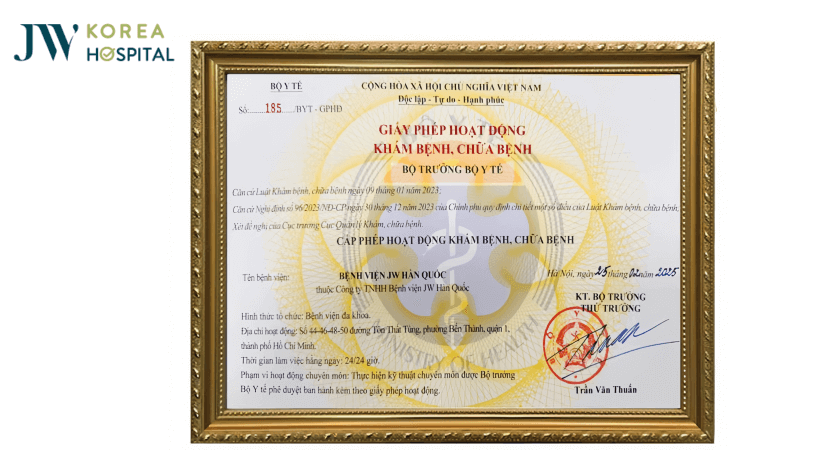 JW KOREA
HOSPITAL
BỘ Y TẾ
CỘNG HÒA XÃ HỘI CHỦ NGHĨA VIỆT NAM
Độc lập - Tự do - Hạnh phúc
Số:........185...../BYT - GPHĐ
GIẤY PHÉP HOẠT ĐỘNG
KHÁM BỆNH, CHỮA BỆNH
BỘ TRƯỞNG BỘ Y TẾ
Căn cứ Luật Khám bệnh, chữa bệnh ngày 09 tháng 01 năm 2023;
Căn cứ Nghị định số 96/2023/NĐ-CP ngày 30 tháng 12 năm 2023 của Chính phủ quy định chi tiết một số điều của Luật Khám bệnh, chữa bệnh;
Xét đề nghị của Cục trưởng Cục Quản lý Khám, chữa bệnh.
CẤP PHÉP HOẠT ĐỘNG KHÁM BỆNH, CHỮA BỆNH
Tên bệnh viện: BỆNH VIỆN JW HÀN QUỐC
thuộc Công ty TNHH Bệnh viện JW Hàn Quốc
Hà Nội, ngày 25 tháng 02 năm 2025
KT. BỘ TRƯỞNG
THỨ TRƯỞNG
Hình thức tổ chức: Bệnh viện đa khoa.
Địa chỉ hoạt động: Số 44-46-48-50 đường Tôn Thất Tùng, phường Bến Thành, quận 1,
thành phố Hồ Chí Minh.
Thời gian làm việc hàng ngày: 24/24 giờ.
Phạm vi hoạt động chuyên môn: Thực hiện kỹ thuật chuyên môn được Bộ trưởng
Bộ Y tế phê duyệt ban hành kèm theo giấy phép hoạt động.
Trần Văn Thuấn
MINISTRY OF HEALTH